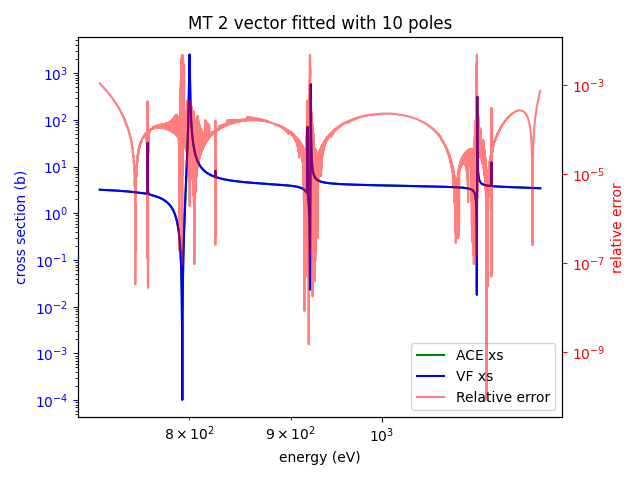 MT 2 vector fitted with 10 poles
cross section (b)
10³
10²
10¹
10⁰
10⁻¹
10⁻²
10⁻³
10⁻⁴
8 × 10²
9 × 10²
10³
energy (eV)
10⁻³
10⁻⁵
10⁻⁷
10⁻⁹
relative error
ACE xs
VF xs
Relative error